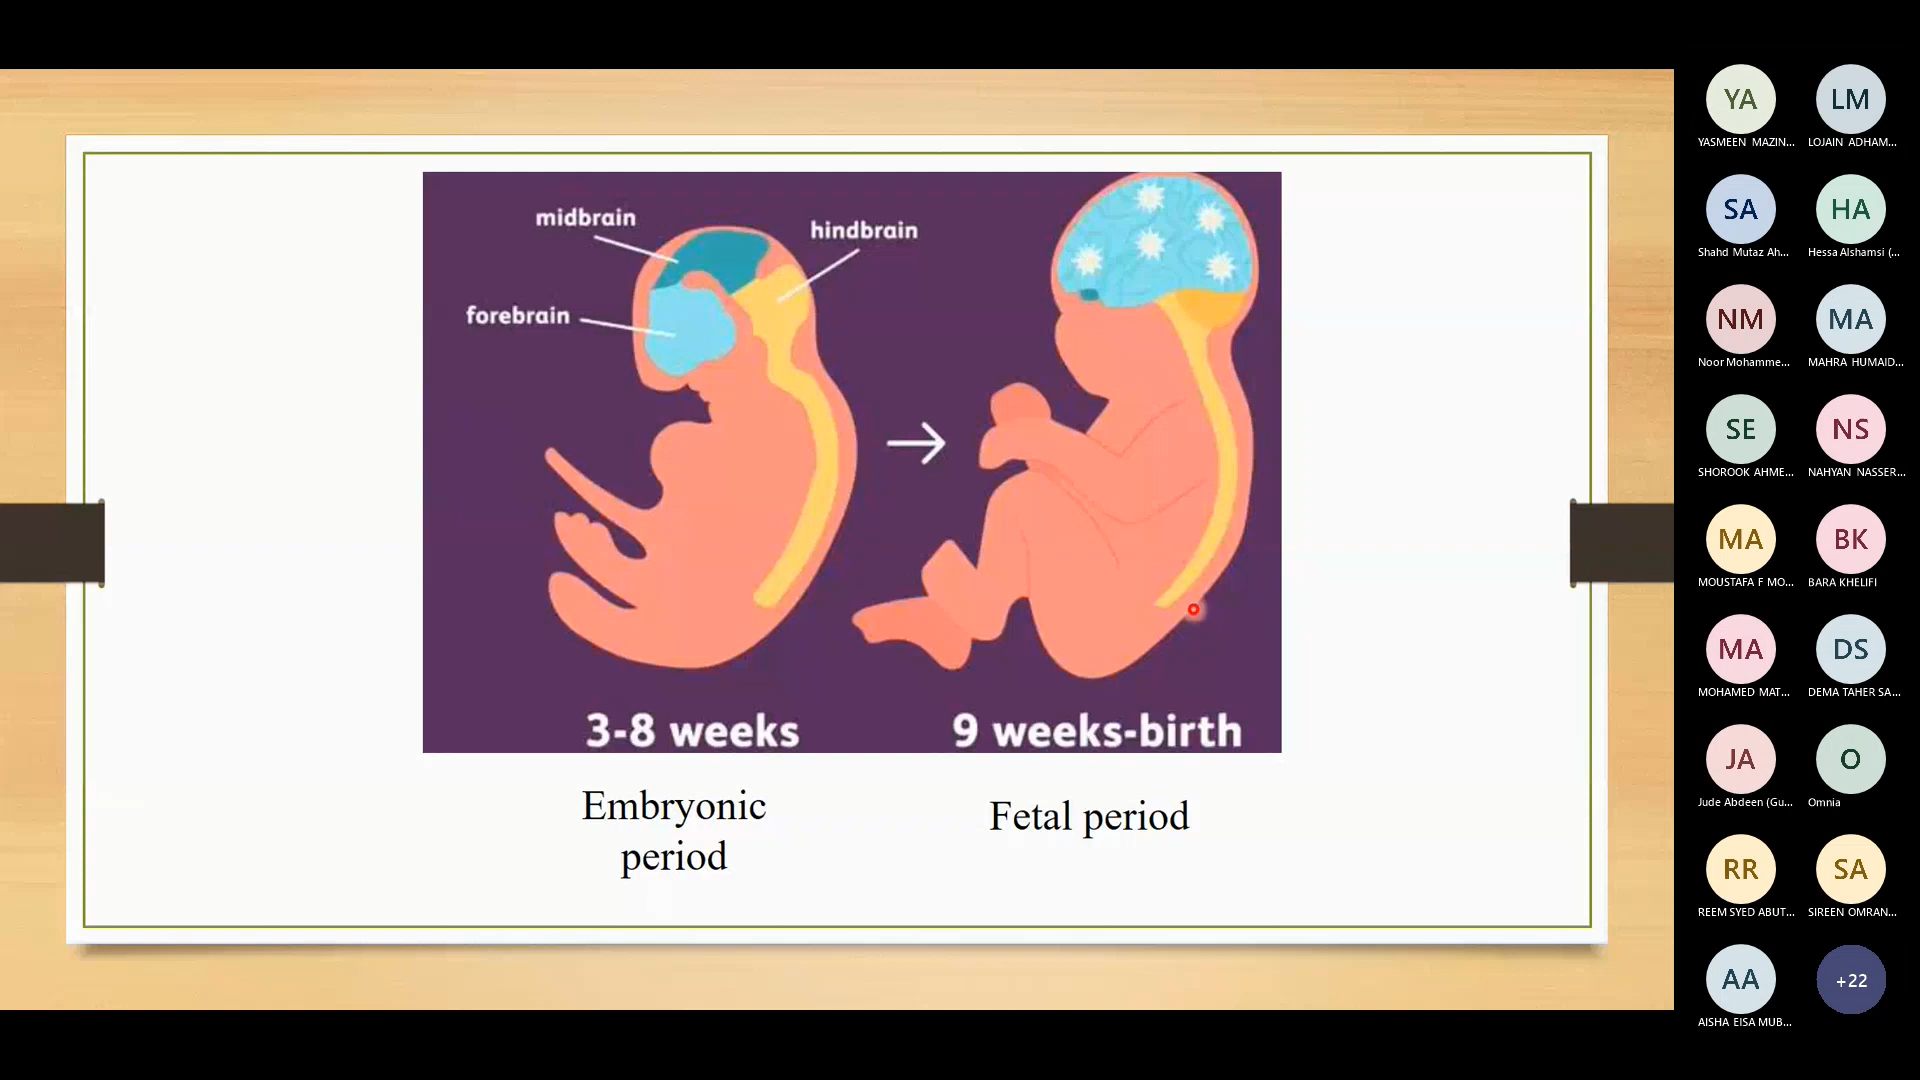 midbrain
hindbrain
forebrain
3-8 weeks
9 weeks-birth
Embryonic
period
Fetal period
YA
LM
YASMEEN MAZIN...
LOJAIN ADHAM...
SA
HA
Shahd Mutaz Ah...
Hessa Alshamsi (...
NM
MA
Noor Mohamme...
MAHRA HUMAID...
SE
NS
SHOROOK AHME...
NAHYAN NASSER...
MA
BK
MOUSTAFA F MO...
BARA KHELIFI
MA
DS
MOHAMED MAT...
DEMA TAHER SA...
JA
O
Jude Abdeen (Gu...
Omnia
RR
SA
REEM SYED ABUT...
SIREEN OMRAN...
AA
+22
AISHA EISA MUB...